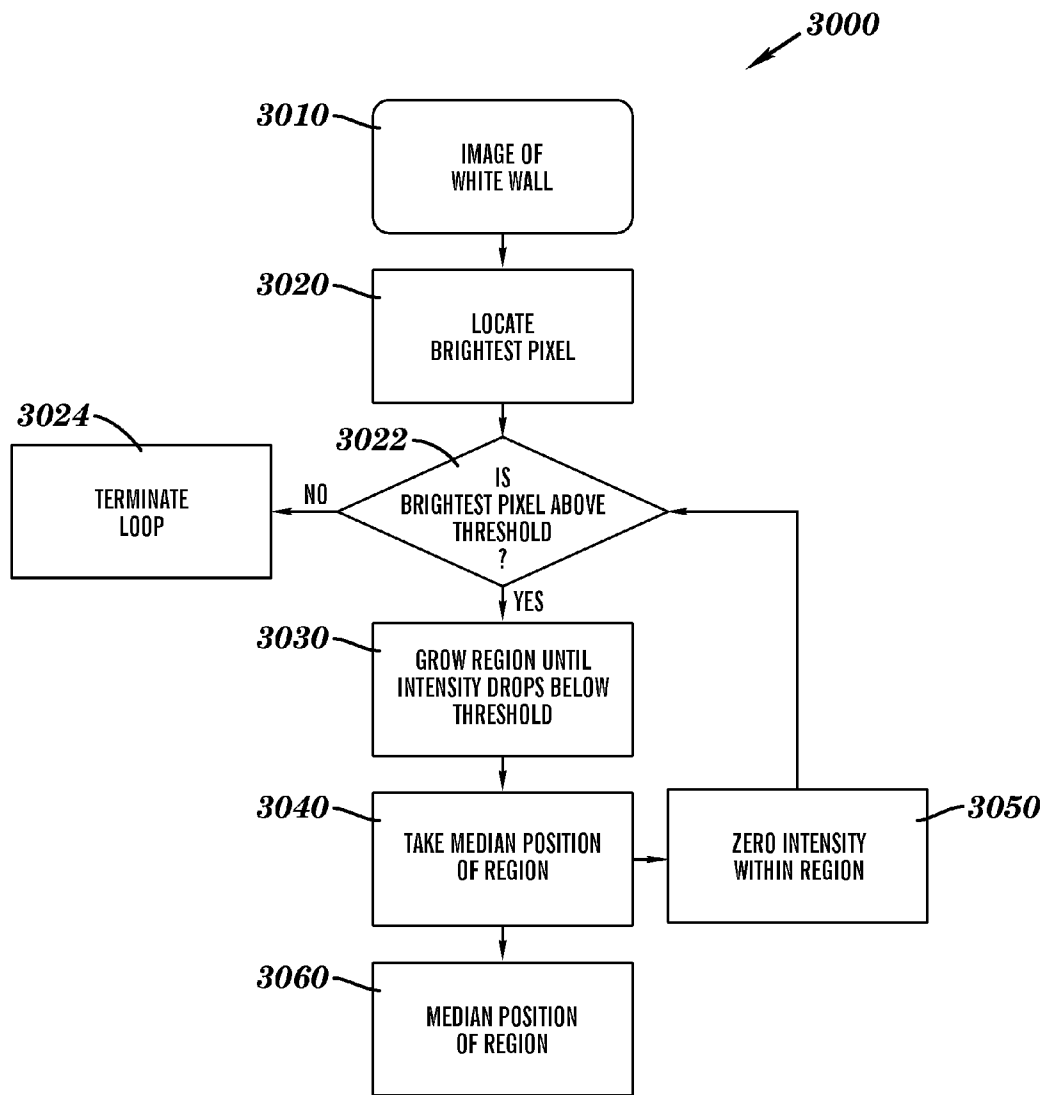 3000
3010
IMAGE OF
WHITE WALL
3020
LOCATE
BRIGHTEST PIXEL
3024
TERMINATE
LOOP
NO
3022
IS
BRIGHTEST PIXEL ABOVE
THRESHOLD
?
YES
3030
GROW REGION UNTIL
INTENSITY DROPS BELOW
THRESHOLD
3040
TAKE MEDIAN POSITION
OF REGION
3050
ZERO INTENSITY
WITHIN REGION
3060
MEDIAN POSITION
OF REGION